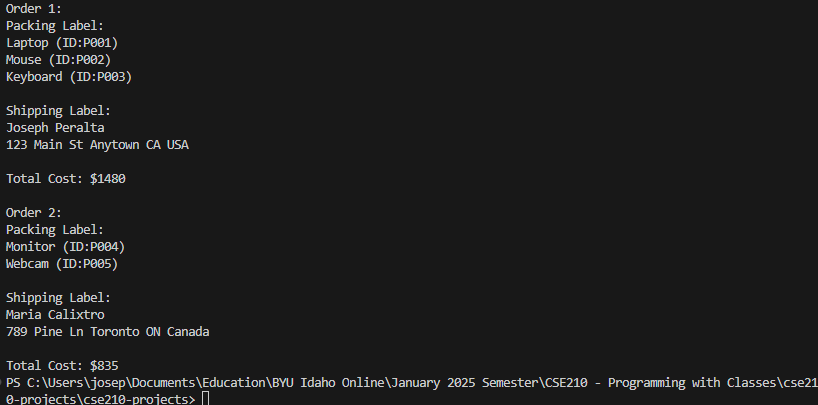 Order 1:
Packing Label:
Laptop (ID:P001)
Mouse (ID:P002)
Keyboard (ID:P003)
Shipping Label:
Joseph Peralta
123 Main St Anytown CA USA
Total Cost: $1480
Order 2:
Packing Label:
Monitor (ID:P004)
Webcam (ID:P005)
Shipping Label:
Maria Calixtro
789 Pine Ln Toronto ON Canada
Total Cost: $835
PS C:\Users\josep\Documents\Education\BYU Idaho Online\January 2025 Semester\CSE210 - Programming with Classes\cse21
0-projects\cse210-projects>